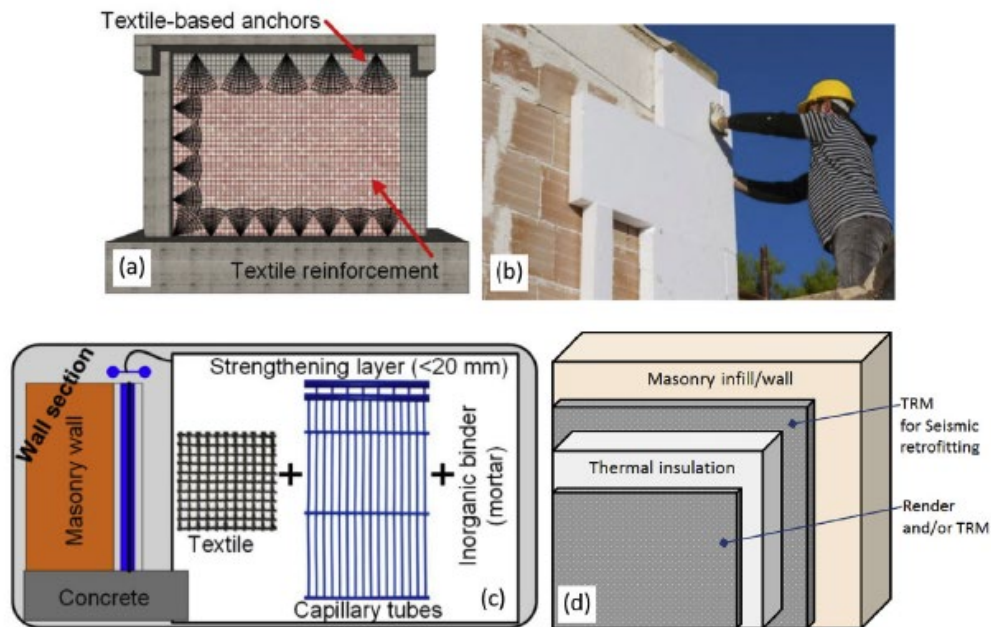 Textile-based anchors
Textile reinforcement
(a)
(b)
Wall section
Masonry wall
Concrete
Strengthening layer (<20 mm)
Textile
+
Capillary tubes
+
Inorganic binder
(mortar)
(c)
Masonry infill/wall
Thermal insulation
TRM
for Seismic
retrofitting
Render
and/or TRM
(d)